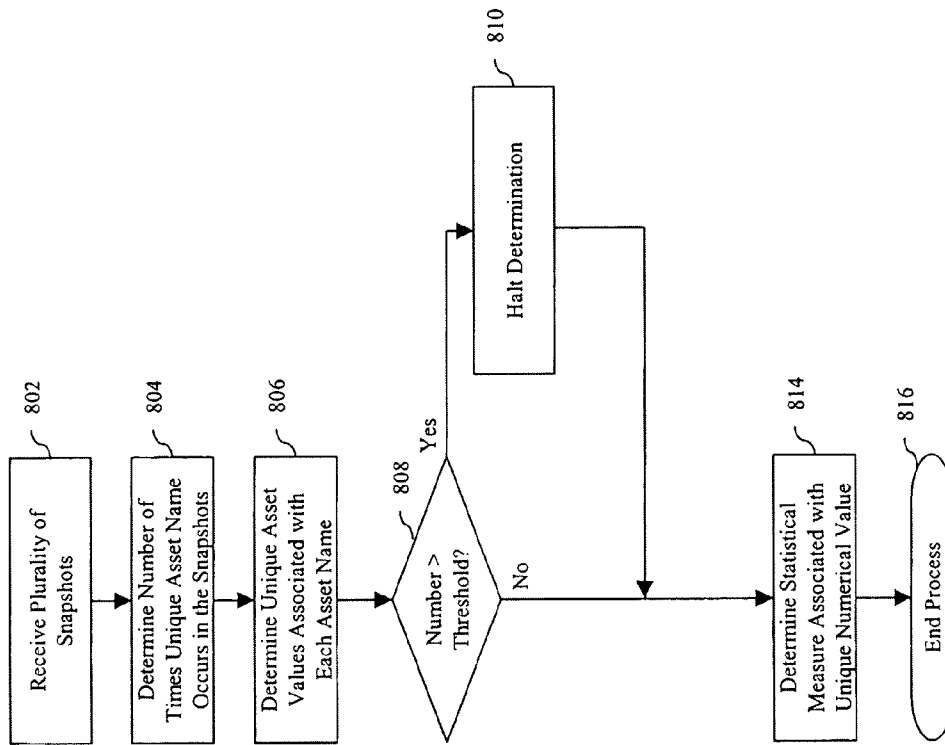 802
Receive Plurality of
Snapshots
804
Determine Number of
Times Unique Asset Name
Occurs in the Snapshots
806
Determine Unique Asset
Values Associated with
Each Asset Name
808
Number >
Threshold?
Yes
No
810
Halt Determination
814
Determine Statistical
Measure Associated with
Unique Numerical Value
816
End Process